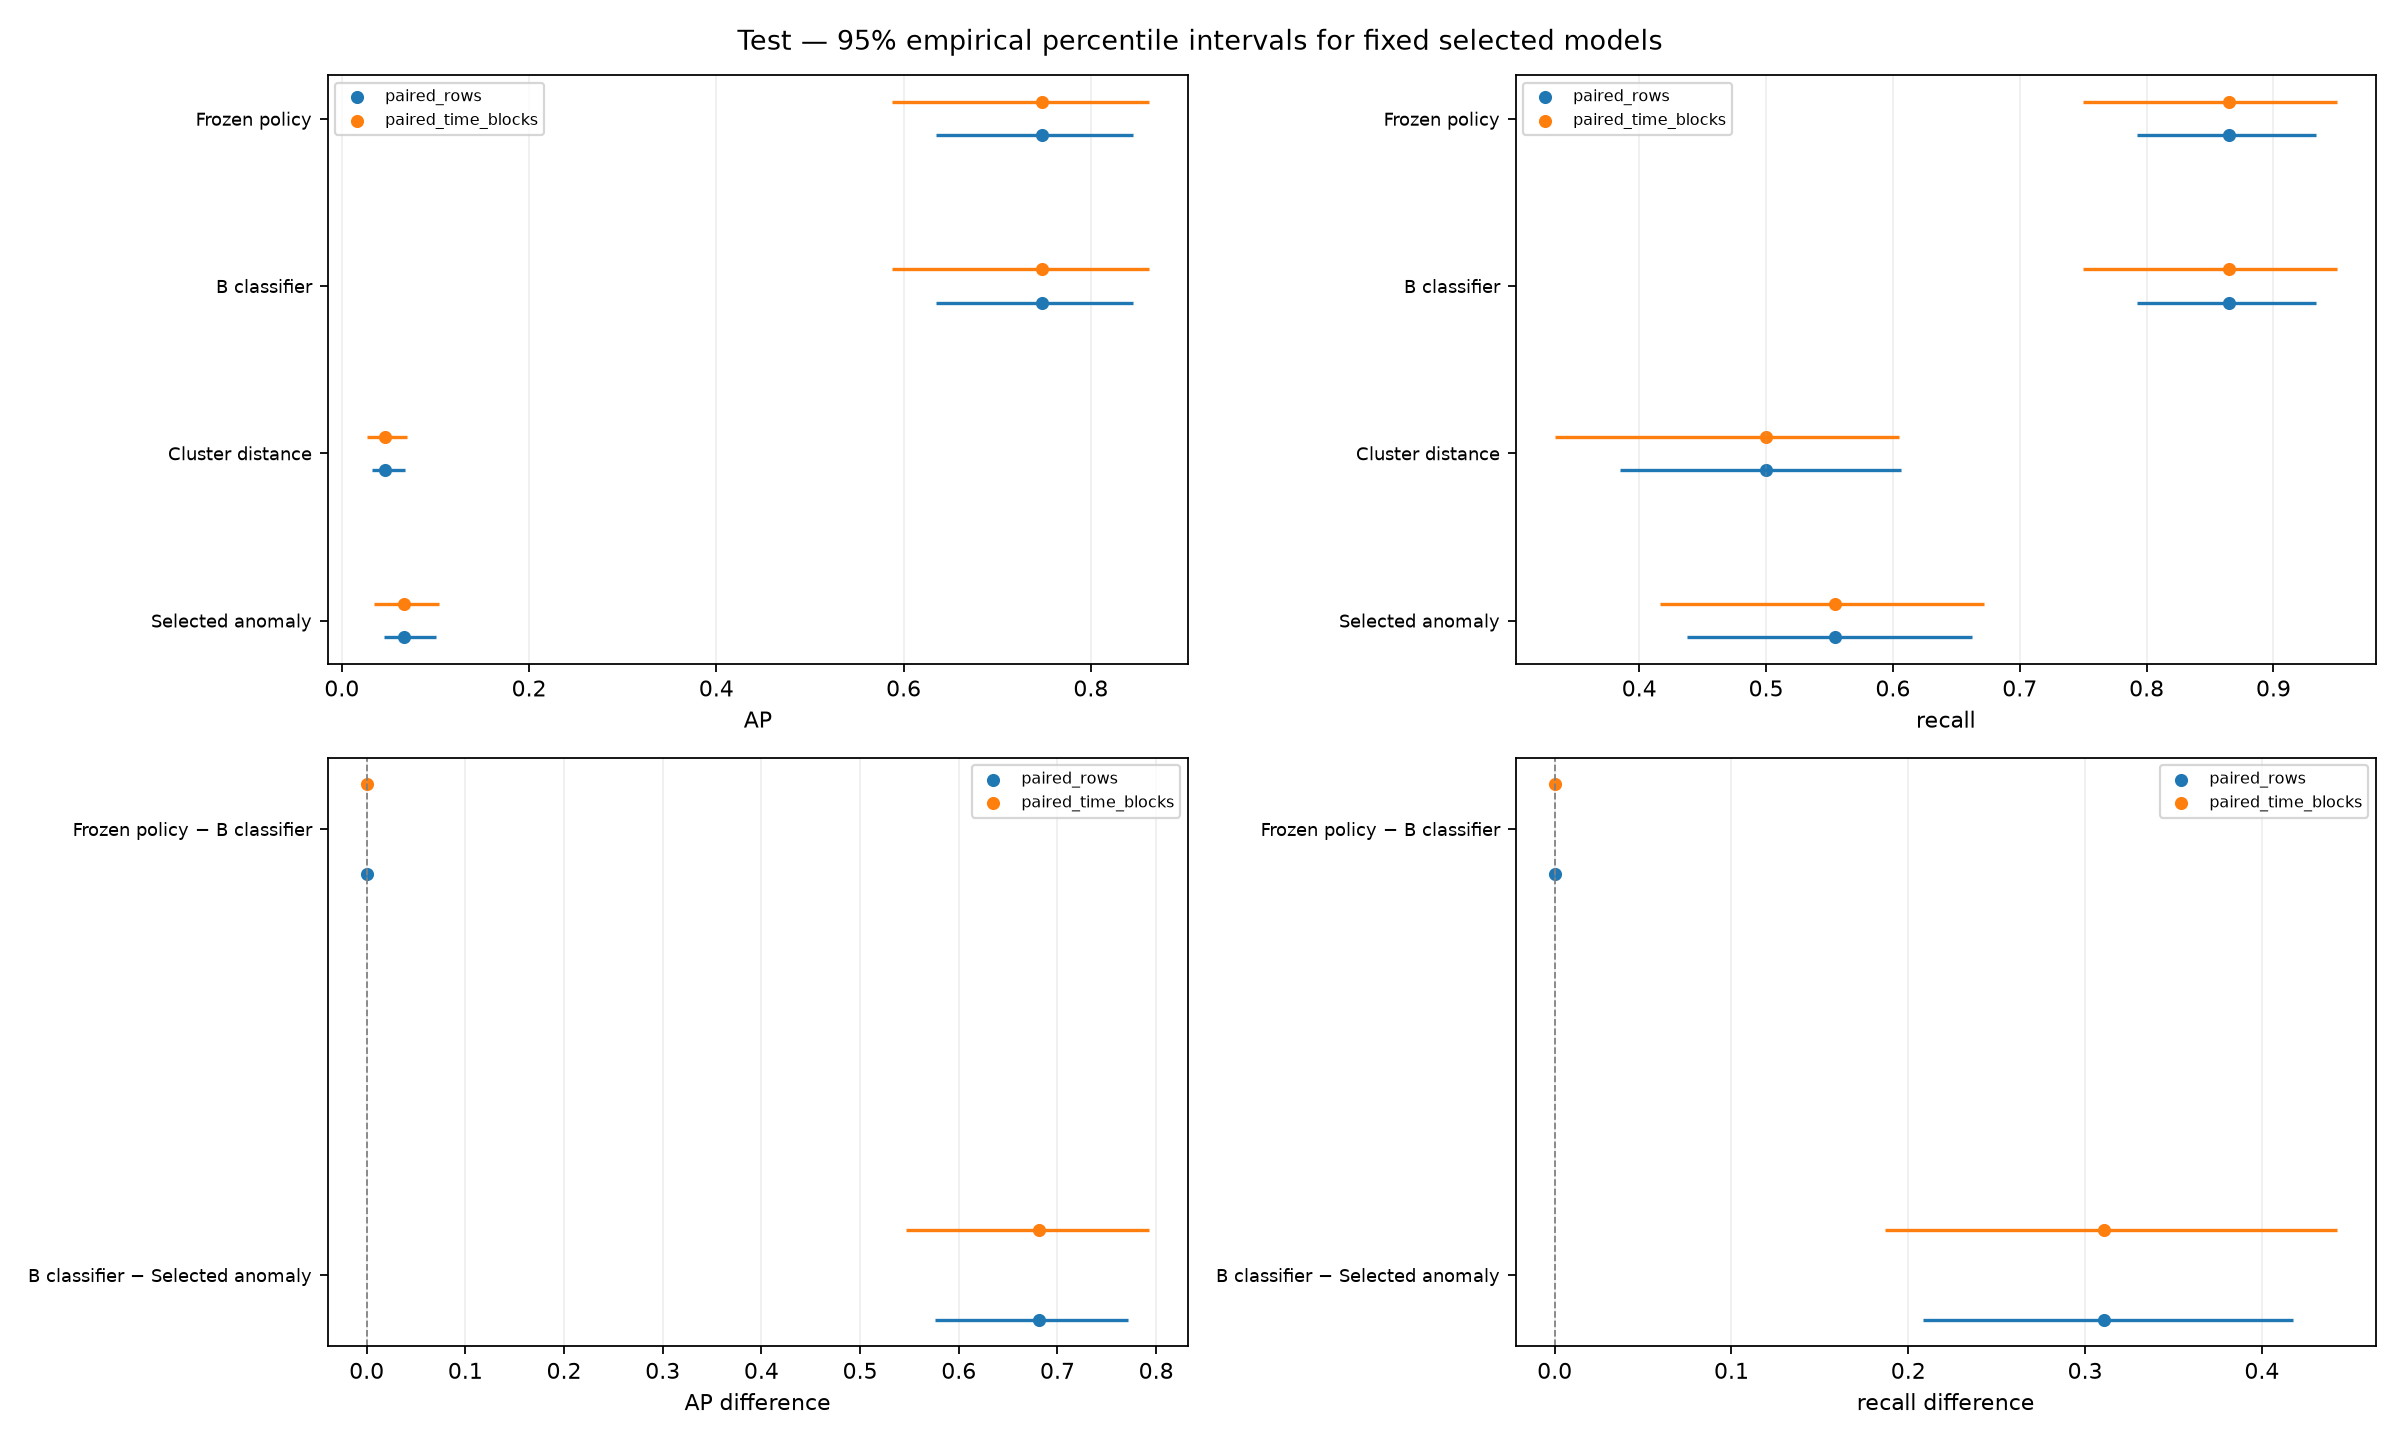 Test — 95% empirical percentile intervals for fixed selected models
paired_rows
paired_time_blocks
Frozen policy
B classifier
Cluster distance
Selected anomaly
0.0 0.2 0.4 0.6 0.8
AP
paired_rows
paired_time_blocks
Frozen policy
B classifier
Cluster distance
Selected anomaly
0.4 0.5 0.6 0.7 0.8 0.9
recall
paired_rows
paired_time_blocks
Frozen policy − B classifier
B classifier − Selected anomaly
0.0 0.1 0.2 0.3 0.4 0.5 0.6 0.7 0.8
AP difference
paired_rows
paired_time_blocks
Frozen policy − B classifier
B classifier − Selected anomaly
0.0 0.1 0.2 0.3 0.4
recall difference